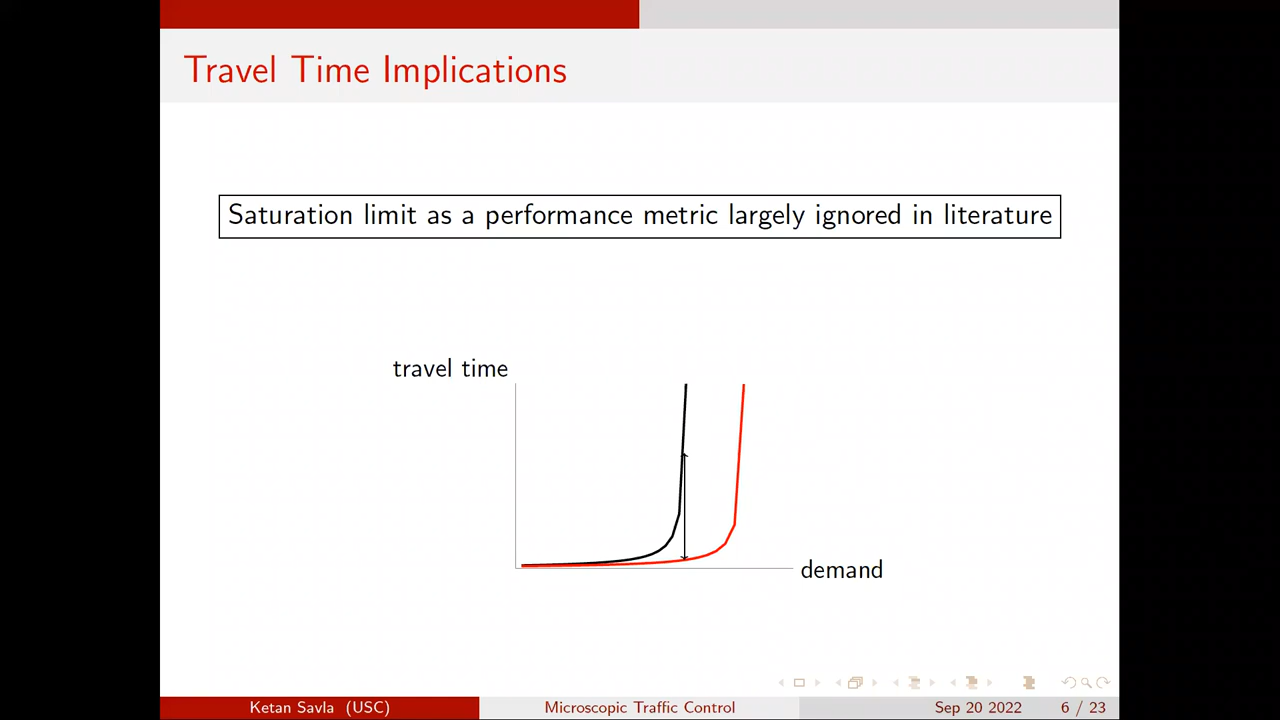 Travel Time Implications
Saturation limit as a performance metric largely ignored in literature
travel time
demand
Ketan Savla (USC)
Microscopic Traffic Control
Sep 20 2022
6 / 23